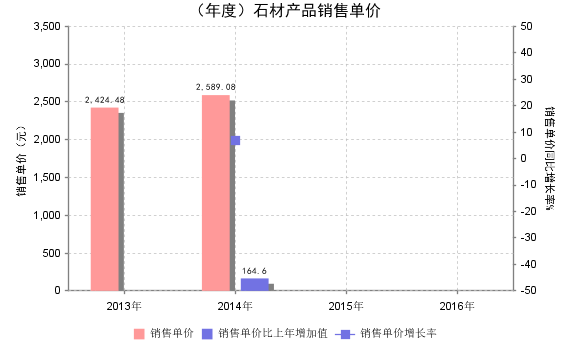 （年度）石材产品销售单价
3,500
3,000
2,500
2,000
1,500
1,000
500
0
销售单价（元）
2,424.48
2,589.08
164.6
50
40
30
20
10
0
-10
-20
-30
-40
-50
销售单价同比增长率%
2013年
2014年
2015年
2016年
销售单价
销售单价比上年增加值
销售单价增长率